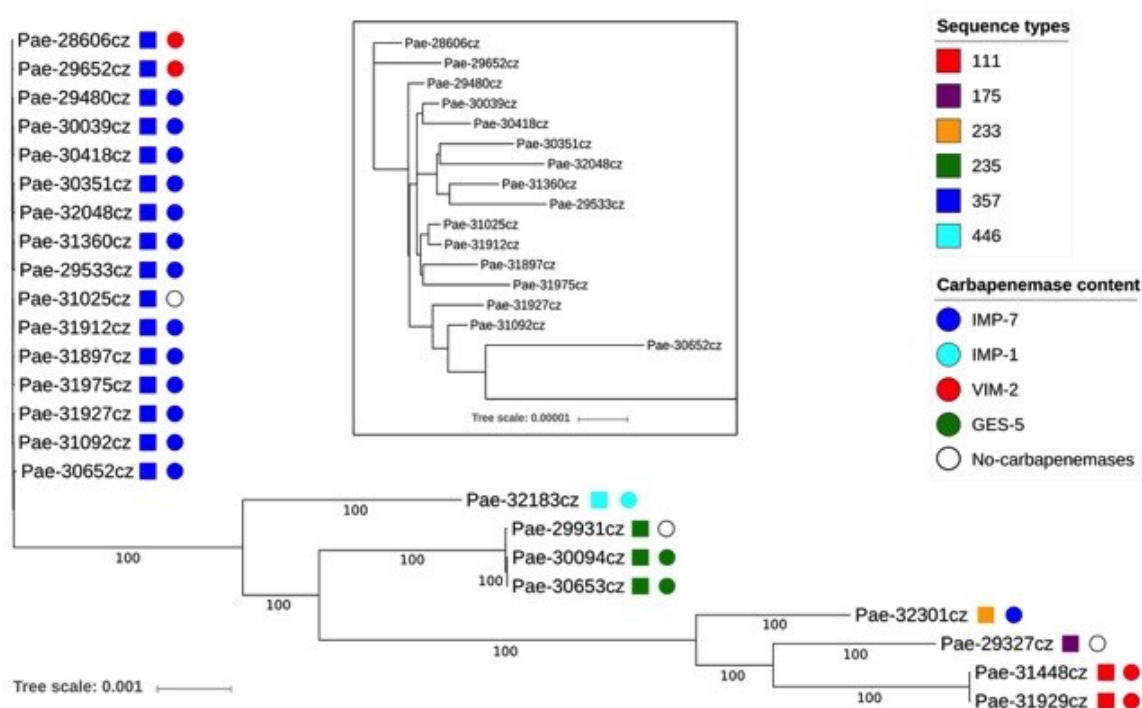 Pae-28606cz
Pae-29652cz
Pae-29480cz
Pae-30039cz
Pae-30418cz
Pae-30351cz
Pae-32048cz
Pae-31360cz
Pae-29533cz
Pae-31025cz
Pae-31912cz
Pae-31897cz
Pae-31975cz
Pae-31927cz
Pae-31092cz
Pae-30652cz
Pae-28606cz
Pae-29652cz
Pae-29480cz
Pae-30039cz
Pae-30418cz
Pae-30351cz
Pae-32048cz
Pae-31360cz
Pae-29533cz
Pae-31025cz
Pae-31912cz
Pae-31897cz
Pae-31975cz
Pae-31927cz
Pae-31092cz
Pae-30652cz
Tree scale: 0.00001
Sequence types
111
175
233
235
357
446
Carbapenemase content
IMP-7
IMP-1
VIM-2
GES-5
No-carbapenemases
Pae-32183cz
100
Pae-29931cz
100
100
Pae-30094cz
100
Pae-30653cz
100
Pae-32301cz
100
Pae-29327cz
100
100
100
Pae-31448cz
100
Pae-31929cz
Tree scale: 0.001